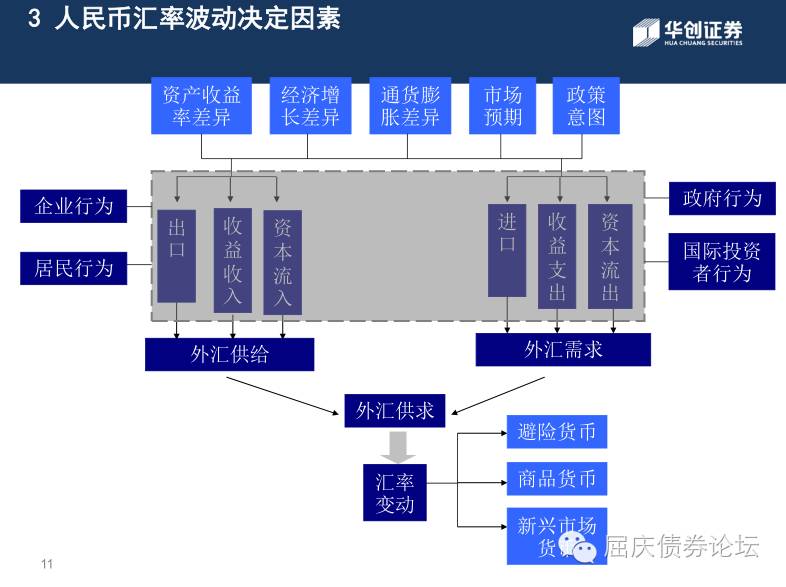 3 人民币汇率波动决定因素
华创证券
HUA CHUANG SECURITIES
资产收益
率差异
经济增
长差异
通货膨
胀差异
市场
预期
政策
意图
企业行为
居民行为
出口
收益收入
资本流入
进口
收益支出
资本流出
政府行为
国际投资
者行为
外汇供给
外汇需求
外汇供求
汇率
变动
避险货币
商品货币
新兴市场
货
屈庆债券论坛
11